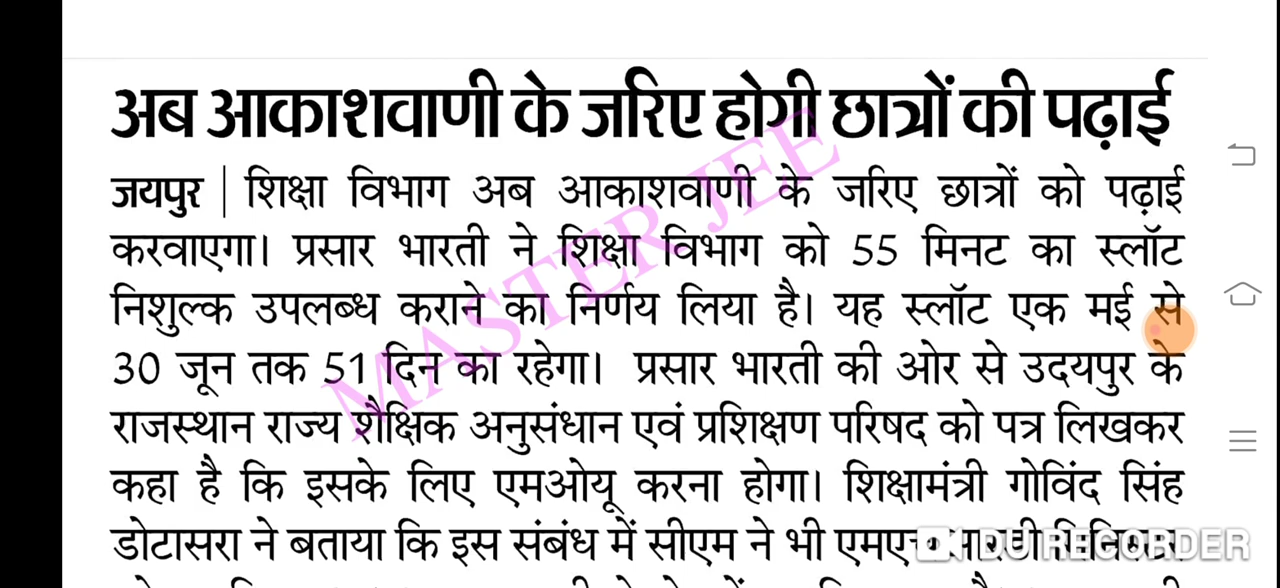 अब आकाशवाणी के जरिए होगी छात्रों की पढ़ाई
जयपुर | शिक्षा विभाग अब आकाशवाणी के जरिए छात्रों को पढ़ाई
करवाएगा। प्रसार भारती ने शिक्षा विभाग को 55 मिनट का स्लॉट
निशुल्क उपलब्ध कराने का निर्णय लिया है। यह स्लॉट एक मई से
30 जून तक 51 दिन का रहेगा। प्रसार भारती की ओर से उदयपुर के
राजस्थान राज्य शैक्षिक अनुसंधान एवं प्रशिक्षण परिषद को पत्र लिखकर
कहा है कि इसके लिए एमओयू करना होगा। शिक्षामंत्री गोविंद सिंह
डोटासरा ने बताया कि इस संबंध में सीएम ने भी
MASTER JEE
DU RECORDER